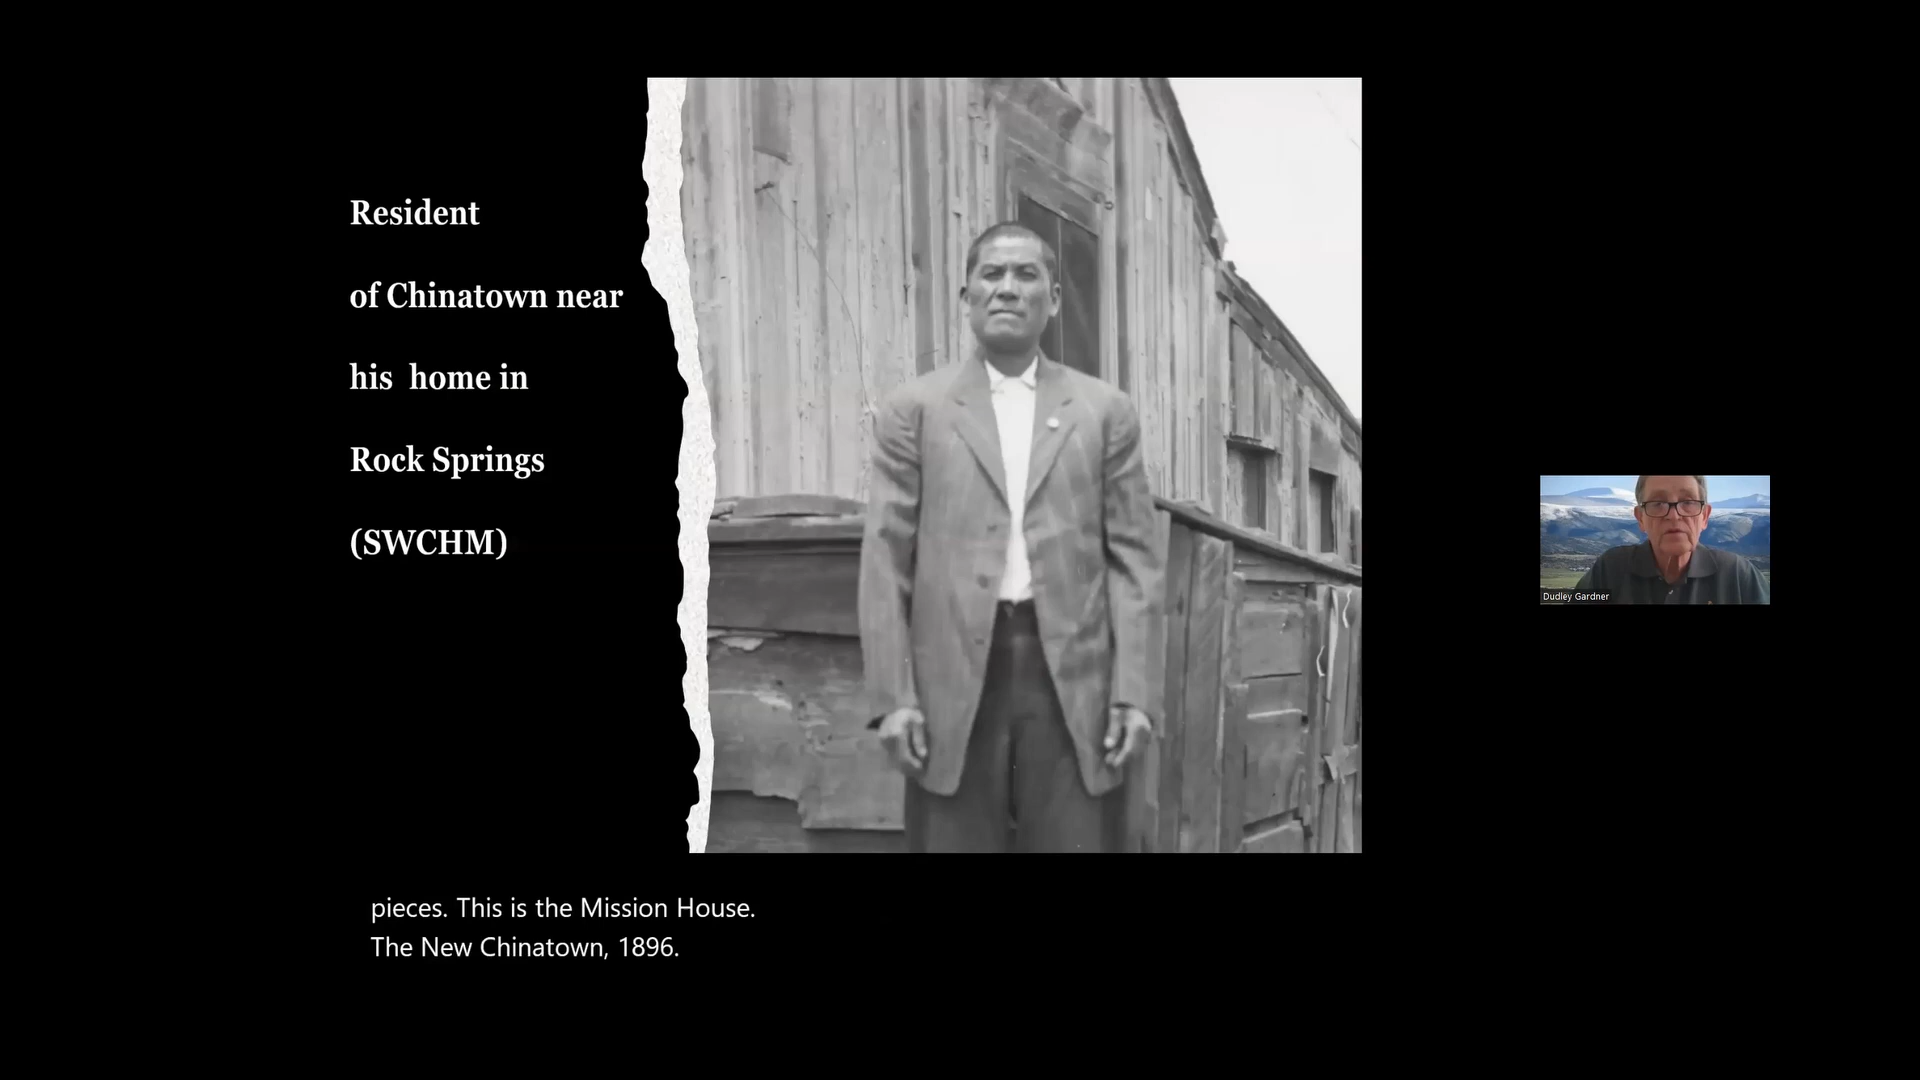 Resident
of Chinatown near
his home in
Rock Springs
(SWCHM)
Dudley Gardner
pieces. This is the Mission House.
The New Chinatown, 1896.